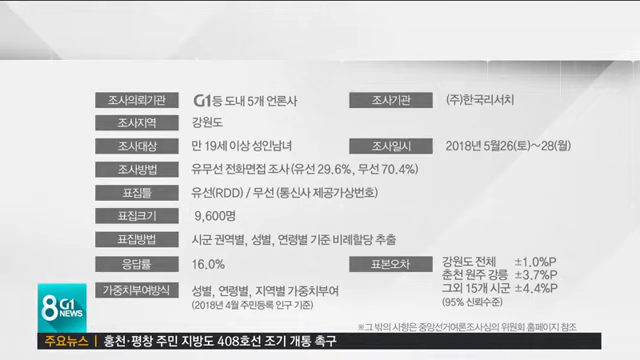 조사의뢰기관 G1등 도내 5개 언론사 조사기관 (주)한국리서치
조사지역 강원도
조사대상 만 19세 이상 성인남녀 조사일시 2018년 5월26(토)~28(월)
조사방법 유무선 전화면접 조사(유선 29.6%, 무선 70.4%)
표집틀 유선(RDD) / 무선 (통신사 제공가상번호)
표집크기 9,600명
표집방법 시군 권역별, 성별, 연령별 기준 비례할당 추출
응답률 16.0% 표본오차 강원도 전체 ±1.0%P
춘천 원주 강릉 ±3.7%P
그외 15개 시군 ±4.4%P
(95% 신뢰수준)
가중치부여방식 성별, 연령별, 지역별 가중치부여
(2018년 4월 주민등록 인구 기준)
※그 밖의 사항은 중앙선거여론조사심의 위원회 홈페이지 참조
8 G1 NEWS
주요뉴스 홍천·평창 주민 지방도 408호선 조기 개통 촉구